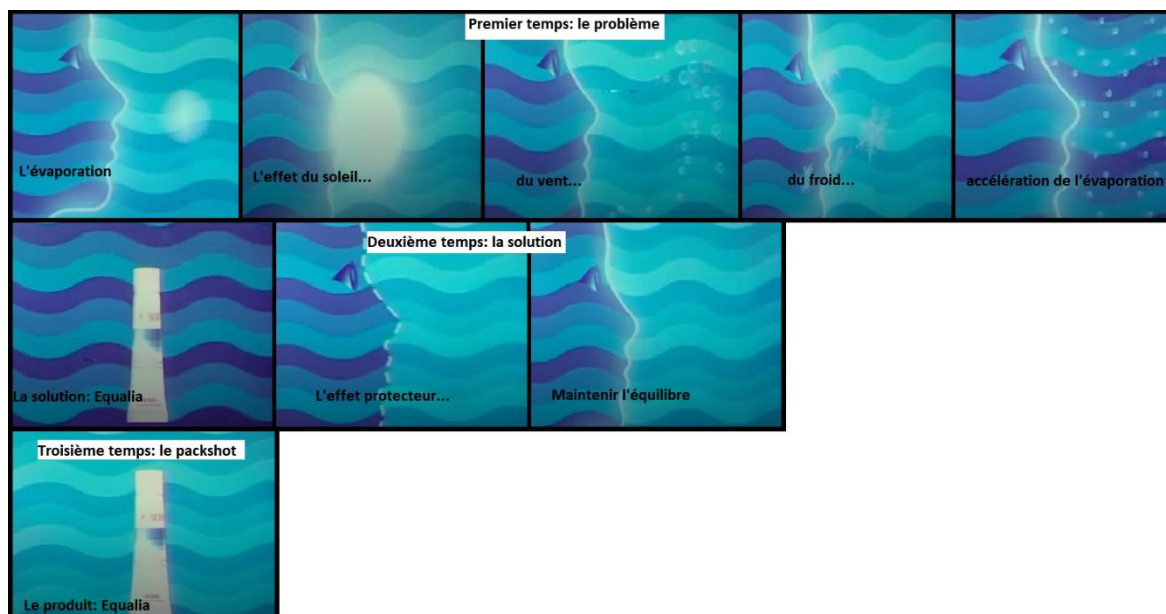 Premier temps: le problème
L'évaporation
L'effet du soleil...
du vent...
du froid...
accélération de l'évaporation
Deuxième temps: la solution
La solution: Equalia
L'effet protecteur...
Maintenir l'équilibre
Troisième temps: le packshot
Le produit: Equalia